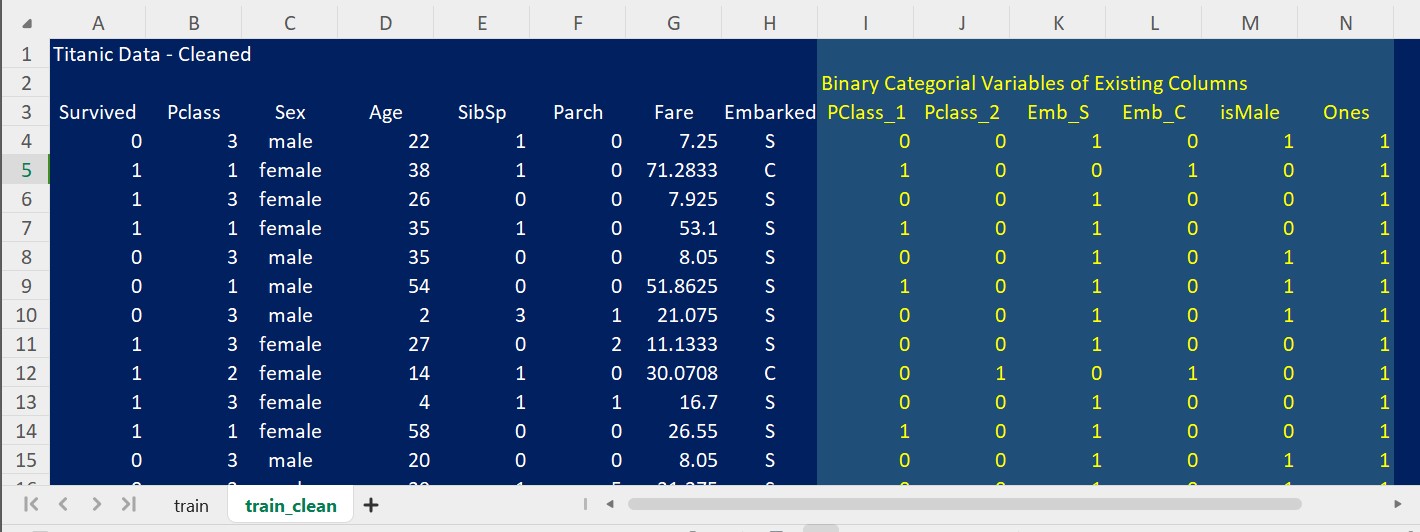 A B C D E F G H I J K L M N
1 Titanic Data - Cleaned
2 Binary Categorial Variables of Existing Columns
3 Survived Pclass Sex Age SibSp Parch Fare Embarked PClass_1 Pclass_2 Emb_S Emb_C isMale Ones
4 0 3 male 22 1 0 7.25 S 0 0 1 0 1 1
5 1 1 female 38 1 0 71.2833 C 1 0 0 1 0 1
6 1 3 female 26 0 0 7.925 S 0 0 1 0 0 1
7 1 1 female 35 1 0 53.1 S 1 0 1 0 0 1
8 0 3 male 35 0 0 8.05 S 0 0 1 0 1 1
9 0 1 male 54 0 0 51.8625 S 1 0 1 0 1 1
10 0 3 male 2 3 1 21.075 S 0 0 1 0 1 1
11 1 3 female 27 0 2 11.1333 S 0 0 1 0 0 1
12 1 2 female 14 1 0 30.0708 C 0 1 0 1 0 1
13 1 3 female 4 1 1 16.7 S 0 0 1 0 0 1
14 1 1 female 58 0 0 26.55 S 1 0 1 0 0 1
15 0 3 male 20 0 0 8.05 S 0 0 1 0 1 1
train train_clean